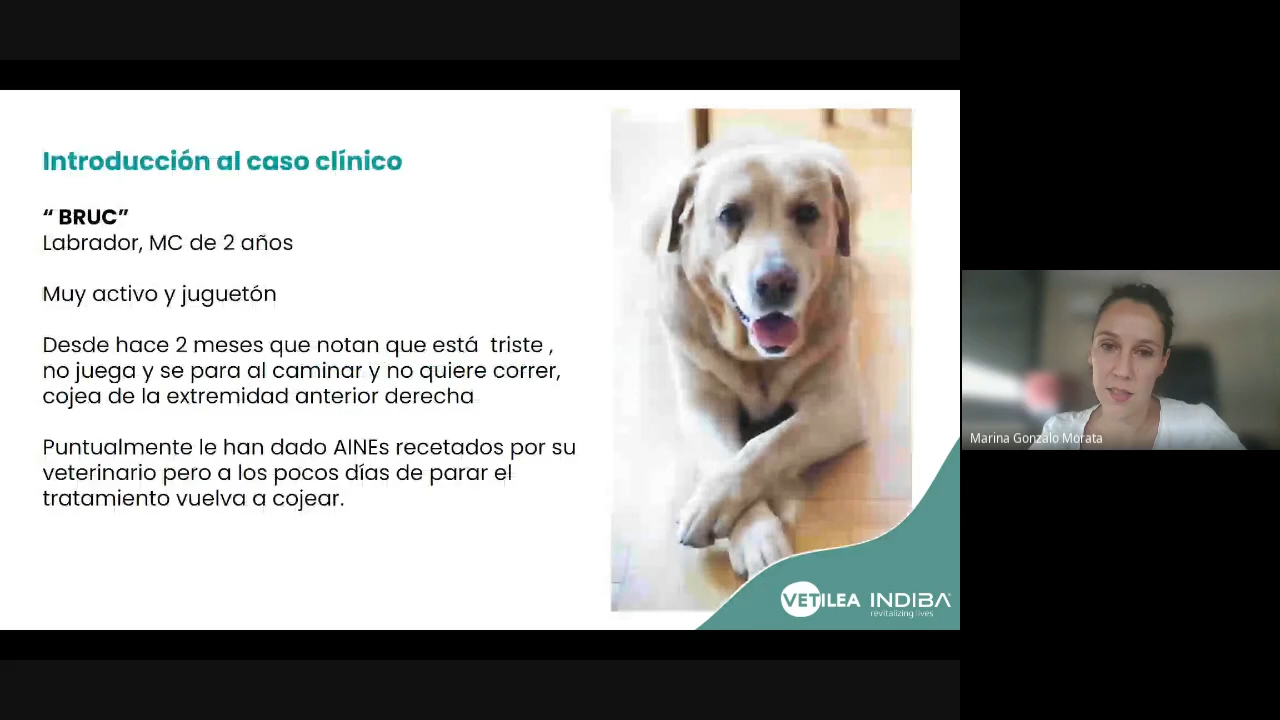 Introducción al caso clínico
“ BRUC”
Labrador, MC de 2 años
Muy activo y juguetón
Desde hace 2 meses que notan que está triste ,
no juega y se para al caminar y no quiere correr,
cojea de la extremidad anterior derecha
Puntualmente le han dado AINEs recetados por su
veterinario pero a los pocos días de parar el
tratamiento vuelva a cojear.
Marina Gonzalo Morata
VETILEA INDIBA®
revitalizing lives